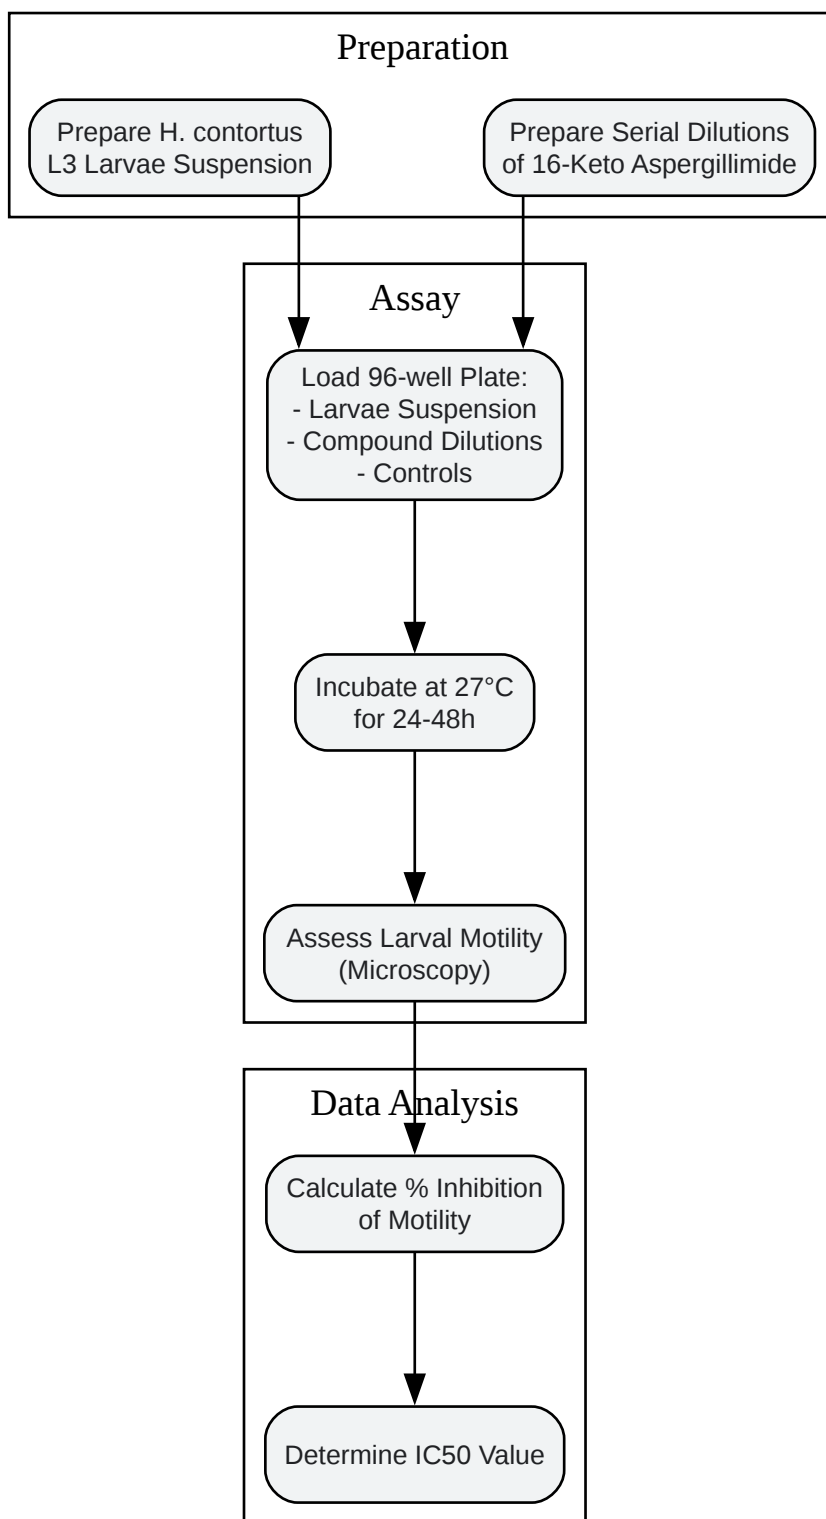 Preparation
Prepare H. contortus
L3 Larvae Suspension
Prepare Serial Dilutions
of 16-Keto Aspergillimide
Assay
Load 96-well Plate:
- Larvae Suspension
- Compound Dilutions
- Controls
Incubate at 27°C
for 24-48h
Assess Larval Motility
(Microscopy)
Data Analysis
Calculate % Inhibition
of Motility
Determine IC50 Value